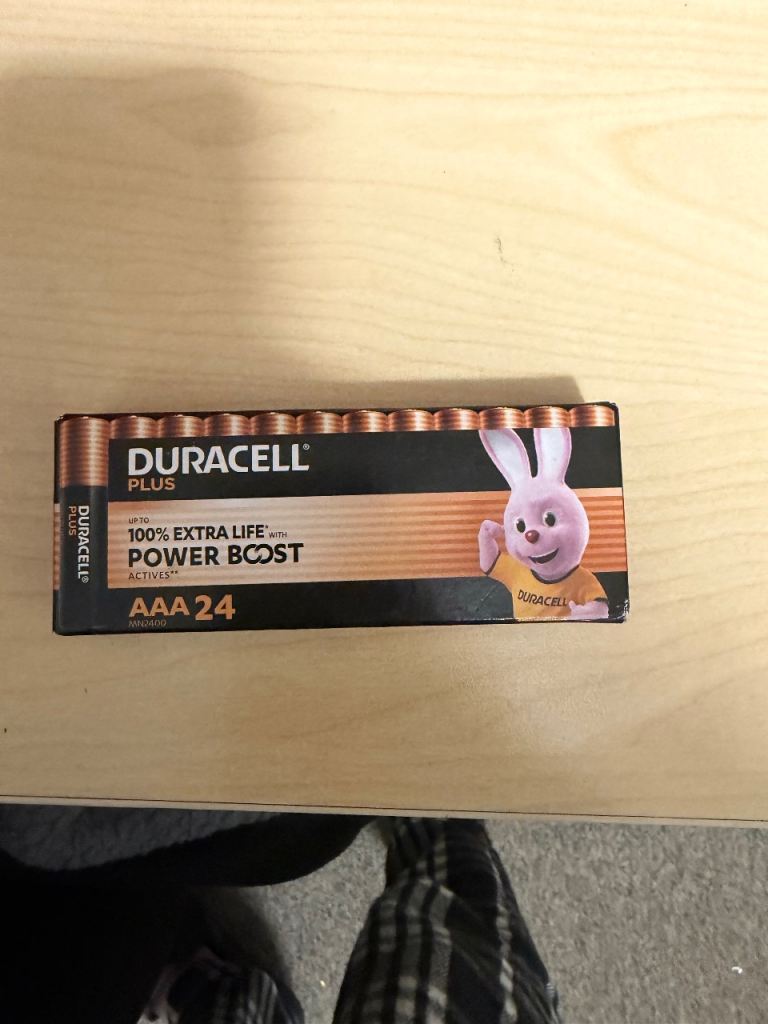 DURACELL®
PLUS
UP TO
100% EXTRA LIFE* WITH
POWER BOOST
ACTIVES**
AAA 24
MN2400
DURACELL®
PLUS
DURACELL